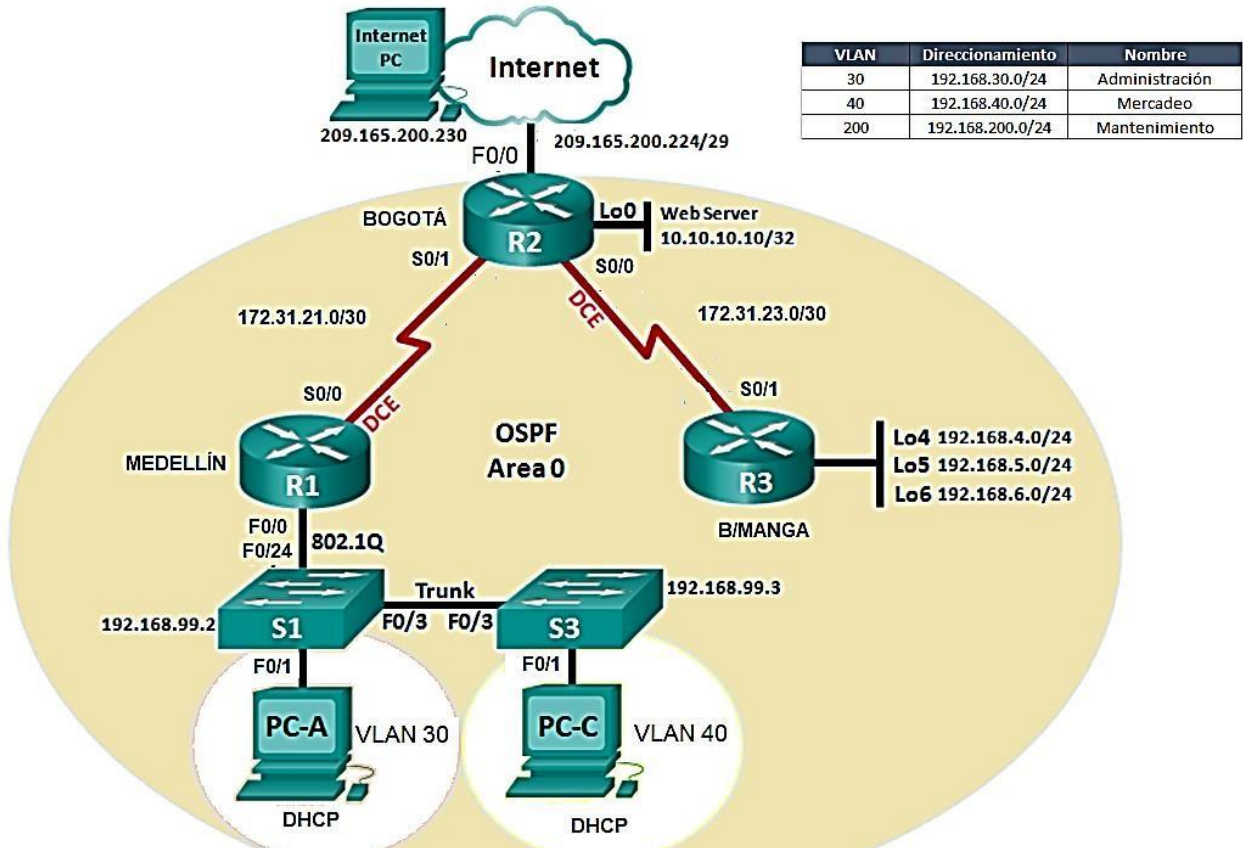 Internet
PC
Internet
209.165.200.230
209.165.200.224/29
F0/0
VLAN Direccionamiento Nombre
30 192.168.30.0/24 Administración
40 192.168.40.0/24 Mercadeo
200 192.168.200.0/24 Mantenimiento
BOGOTÁ
R2
Lo0
Web Server
10.10.10.10/32
S0/1
S0/0
DCE
172.31.21.0/30
172.31.23.0/30
S0/0
DCE
S0/1
OSPF
Area 0
MEDELLÍN
R1
R3
B/MANGA
Lo4 192.168.4.0/24
Lo5 192.168.5.0/24
Lo6 192.168.6.0/24
F0/0
F0/24
802.1Q
Trunk
192.168.99.2
S1
F0/3
F0/3
S3
192.168.99.3
F0/1
F0/1
PC-A
VLAN 30
PC-C
VLAN 40
DHCP
DHCP